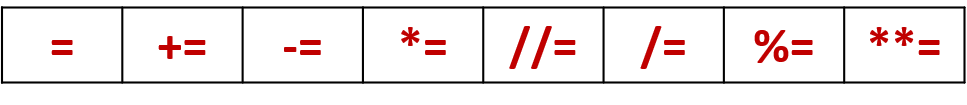 = += -= *= //= /= %= **=